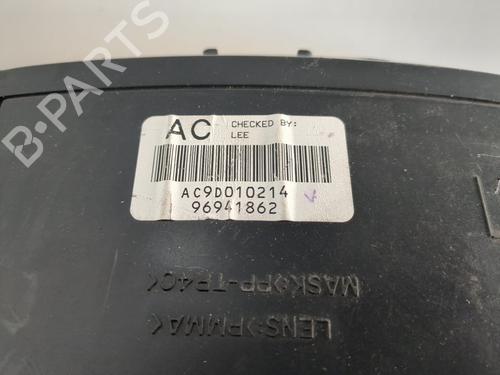 AC
CHECKED BY:
LEE
AC9D010214
96941862
MASK:>PP-TP40<
LENS:>PMMA<
B-Parts